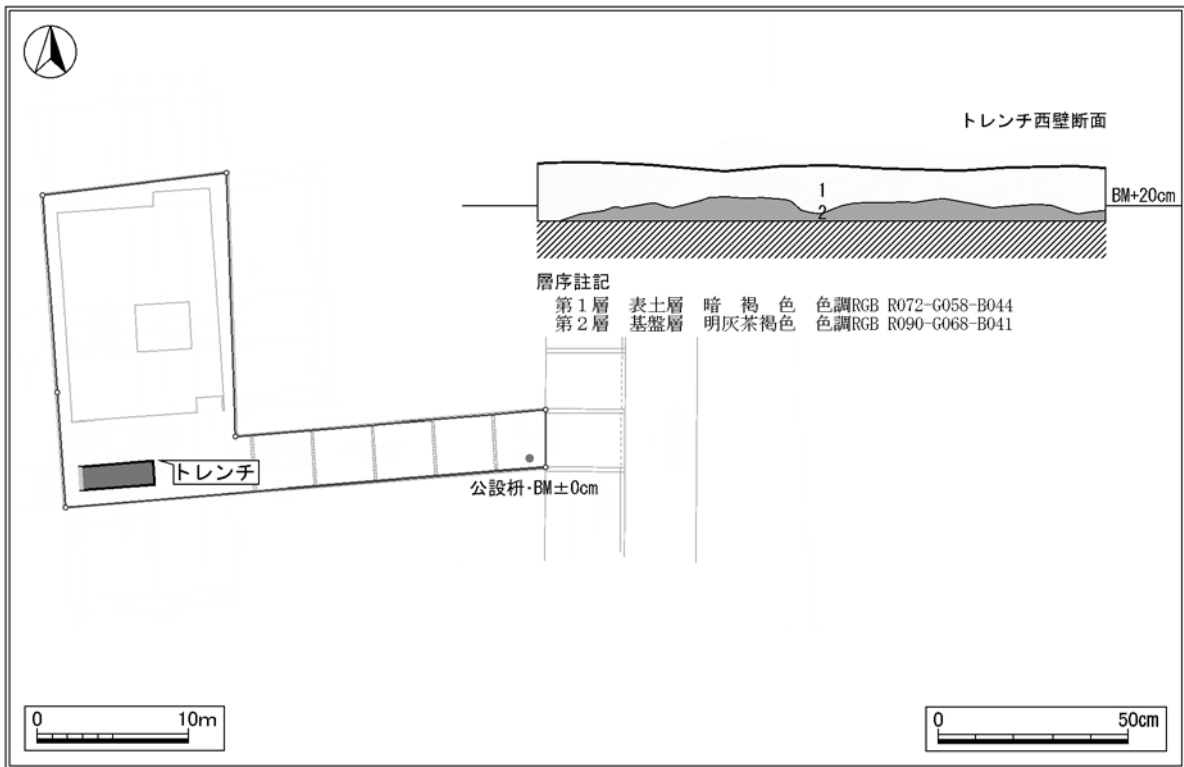 トレンチ西壁断面
1
2
BM+20cm
層序註記
第1層 表土層 暗 褐 色 色調RGB R072-G058-B044
第2層 基盤層 明灰茶褐色 色調RGB R090-G068-B041
トレンチ
公設枡･BM±0cm
0 10m
0 50cm